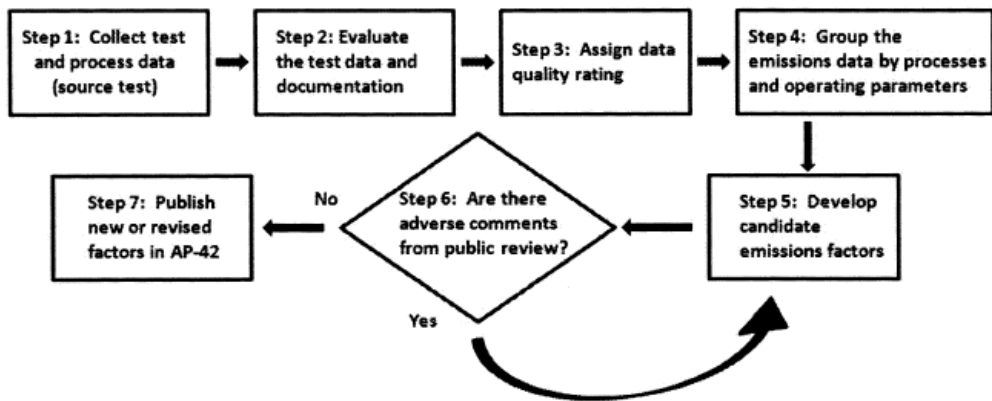 Step 1: Collect test
and process data
(source test)
Step 2: Evaluate
the test data and
documentation
Step 3: Assign data
quality rating
Step 4: Group the
emissions data by processes
and operating parameters
Step 5: Develop
candidate
emissions factors
Step 6: Are there
adverse comments
from public review?
No
Yes
Step 7: Publish
new or revised
factors in AP-42